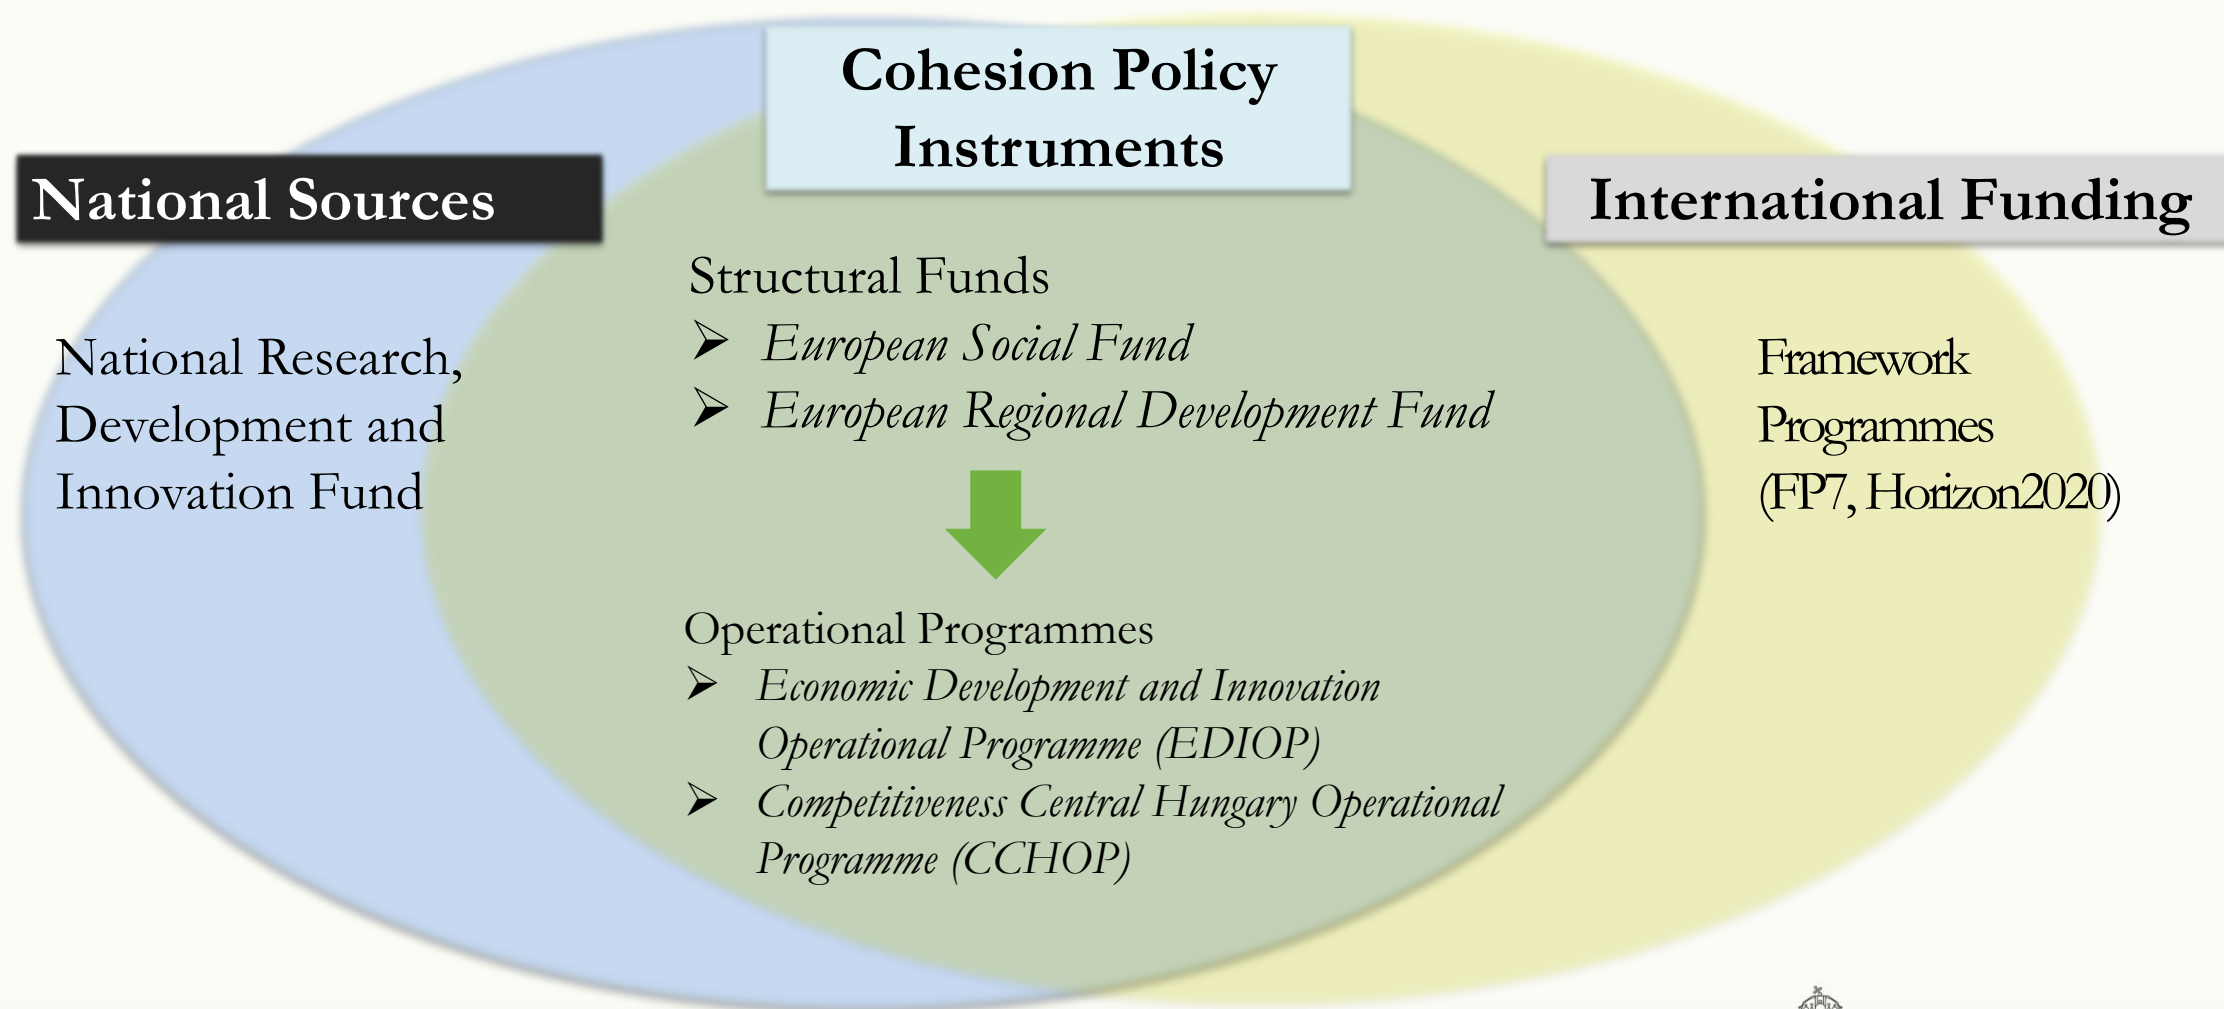 Cohesion Policy
Instruments
National Sources
International Funding
National Research,
Development and
Innovation Fund
Structural Funds
➢ European Social Fund
➢ European Regional Development Fund
Operational Programmes
➢ Economic Development and Innovation
Operational Programme (EDIOP)
➢ Competitiveness Central Hungary Operational
Programme (CCHOP)
Framework
Programmes
(FP7, Horizon2020)